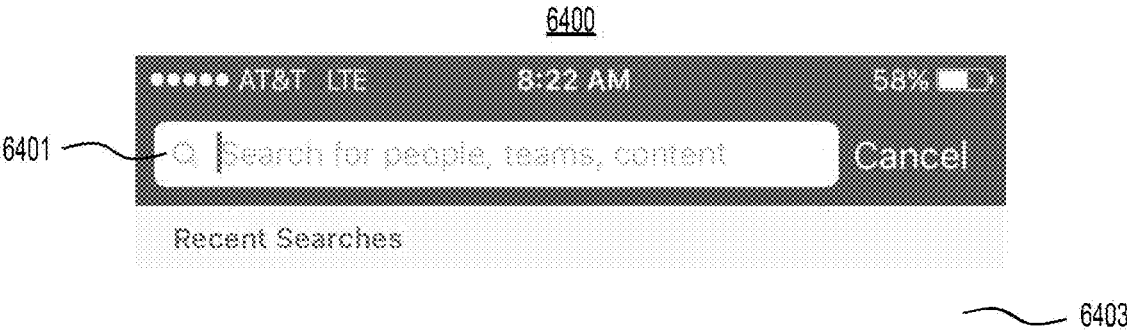 6400
●●●●● AT&T LTE 8:22 AM 58%
6401 Search for people, teams, content Cancel
Recent Searches
6403